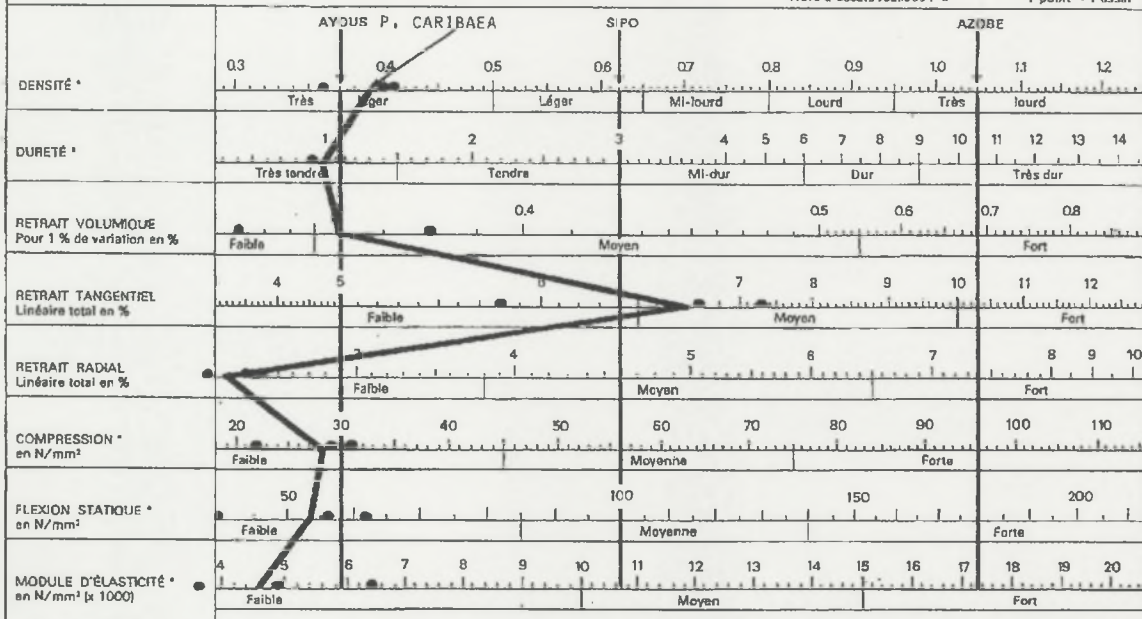 AYOUS P. CARIBAEA SIPO AZOBE
DENSITÉ *
0.3 0.4 0.5 0.6 0.7 0.8 0.9 1.0 1.1 1.2
Très léger Léger Mi-lourd Lourd Très lourd
DURETÉ *
1 2 3 4 5 6 7 8 9 10 11 12 13 14
Très tendre Tendre Mi-dur Dur Très dur
RETRAIT VOLUMIQUE
Pour 1 % de variation en %
0.4 0.5 0.6 0.7 0.8
Faible Moyen Fort
RETRAIT TANGENTIEL
Linéaire total en %
4 5 6 7 8 9 10 11 12
Faible Moyen Fort
RETRAIT RADIAL
Linéaire total en %
3 4 5 6 7 8 9 10
Faible Moyen Fort
COMPRESSION *
en N/mm²
20 30 40 50 60 70 80 90 100 110
Faible Moyenne Forte
FLEXION STATIQUE *
en N/mm²
50 100 150 200
Faible Moyenne Forte
MODULE D'ÉLASTICITÉ *
en N/mm² (x 1000)
4 5 6 7 8 9 10 11 12 13 14 15 16 17 18 19 20
Faible Moyen Fort